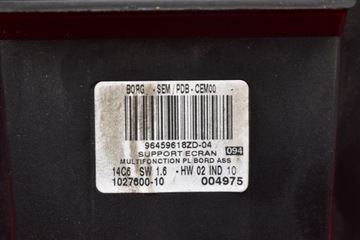 BORG - SEM / PDB - CEM00
96459618ZD-04
SUPPORT ECRAN 094
MULTIFONCTION PL/BORD ASS
14C6 SW 1.6 - HW 02 IND 10
1027600-10 004975